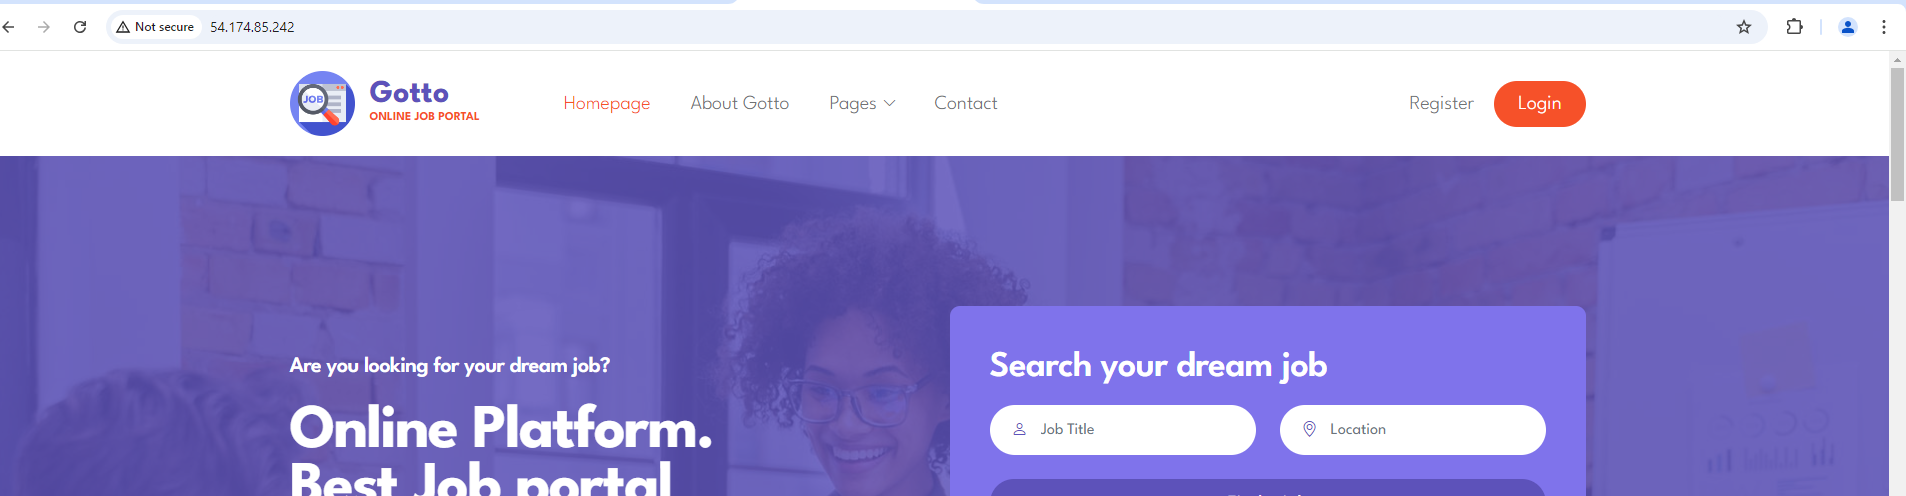 Not secure 54.174.85.242
JOB
Gotto
ONLINE JOB PORTAL
Homepage About Gotto Pages Contact Register Login
Are you looking for your dream job?
Online Platform.
Best Job portal
Search your dream job
Job Title Location